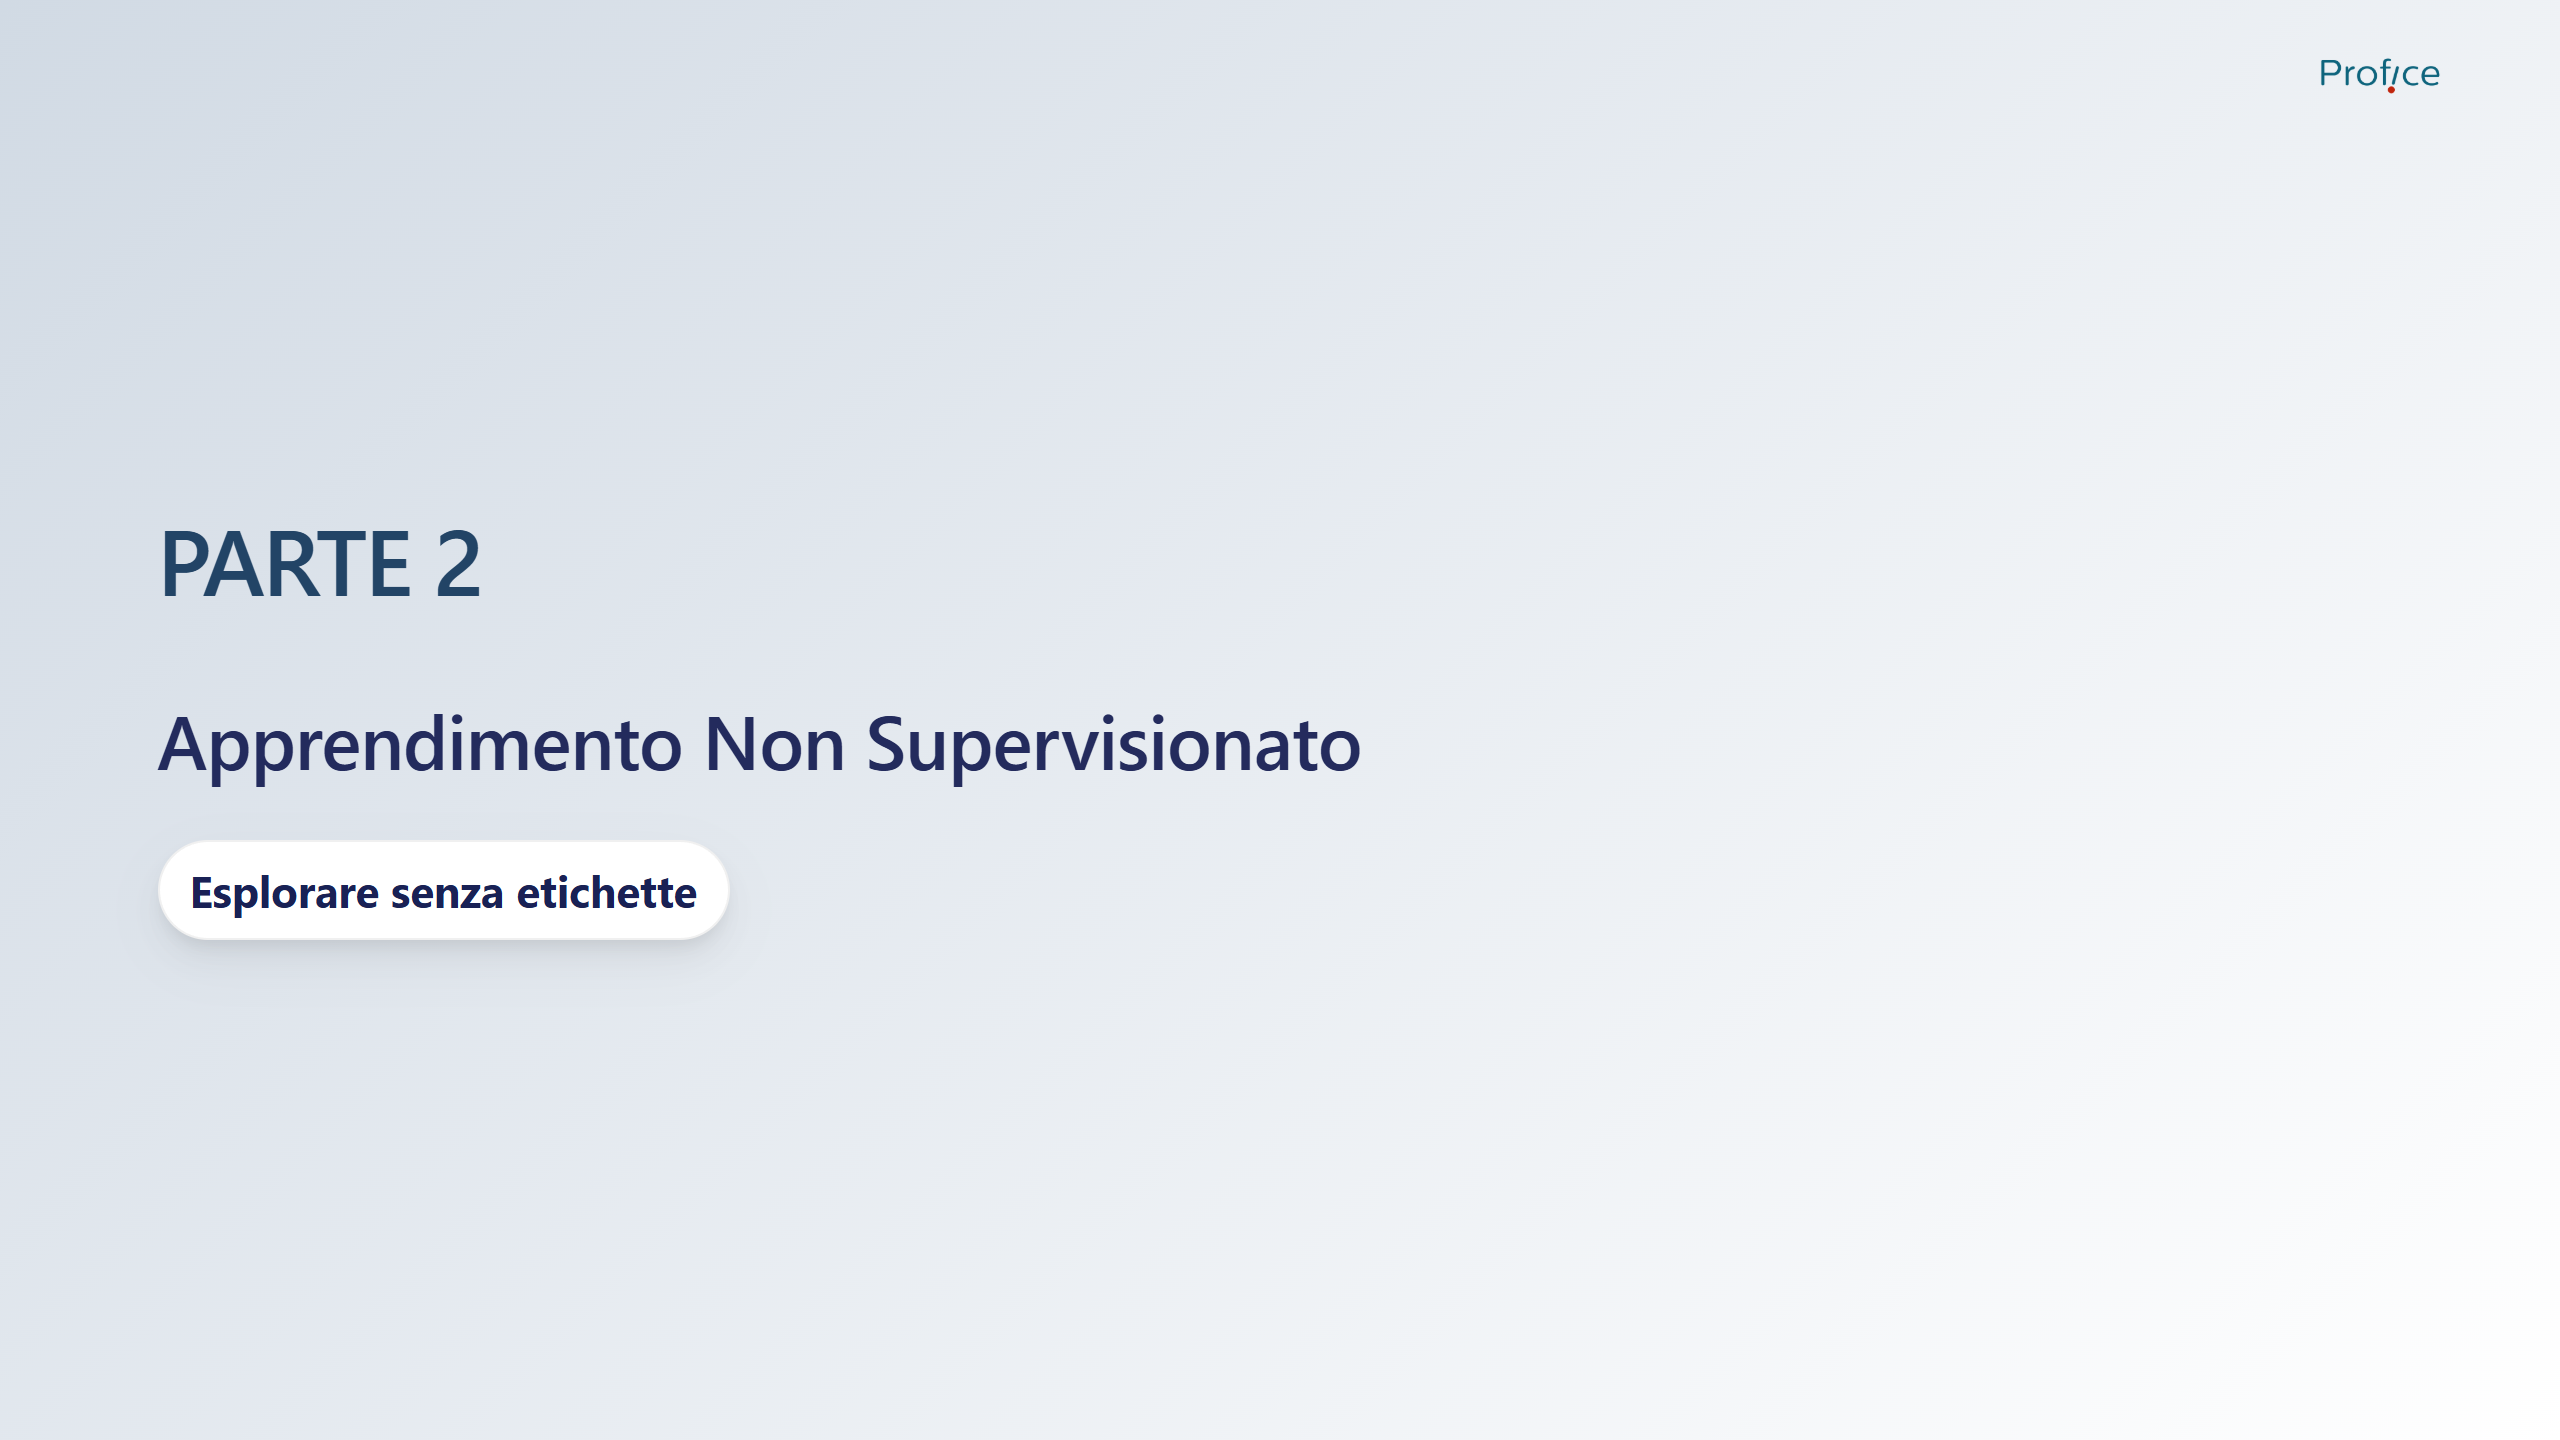 Profice
PARTE 2
Apprendimento Non Supervisionato
Esplorare senza etichette